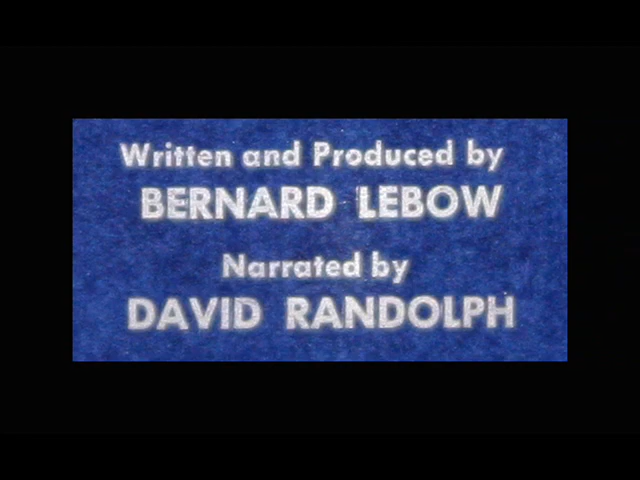 Written and Produced by
BERNARD LEBOW
Narrated by
DAVID RANDOLPH